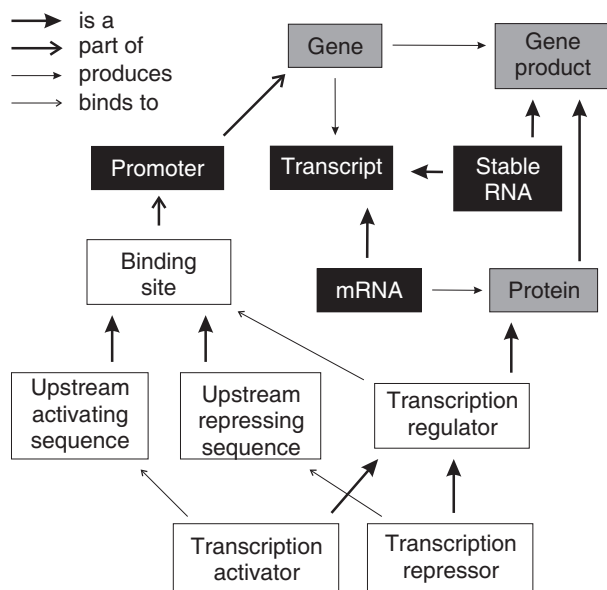 is a
part of
produces
binds to
Gene
Gene
product
Promoter
Transcript
Stable
RNA
Binding
site
mRNA
Protein
Upstream
activating
sequence
Upstream
repressing
sequence
Transcription
regulator
Transcription
activator
Transcription
repressor